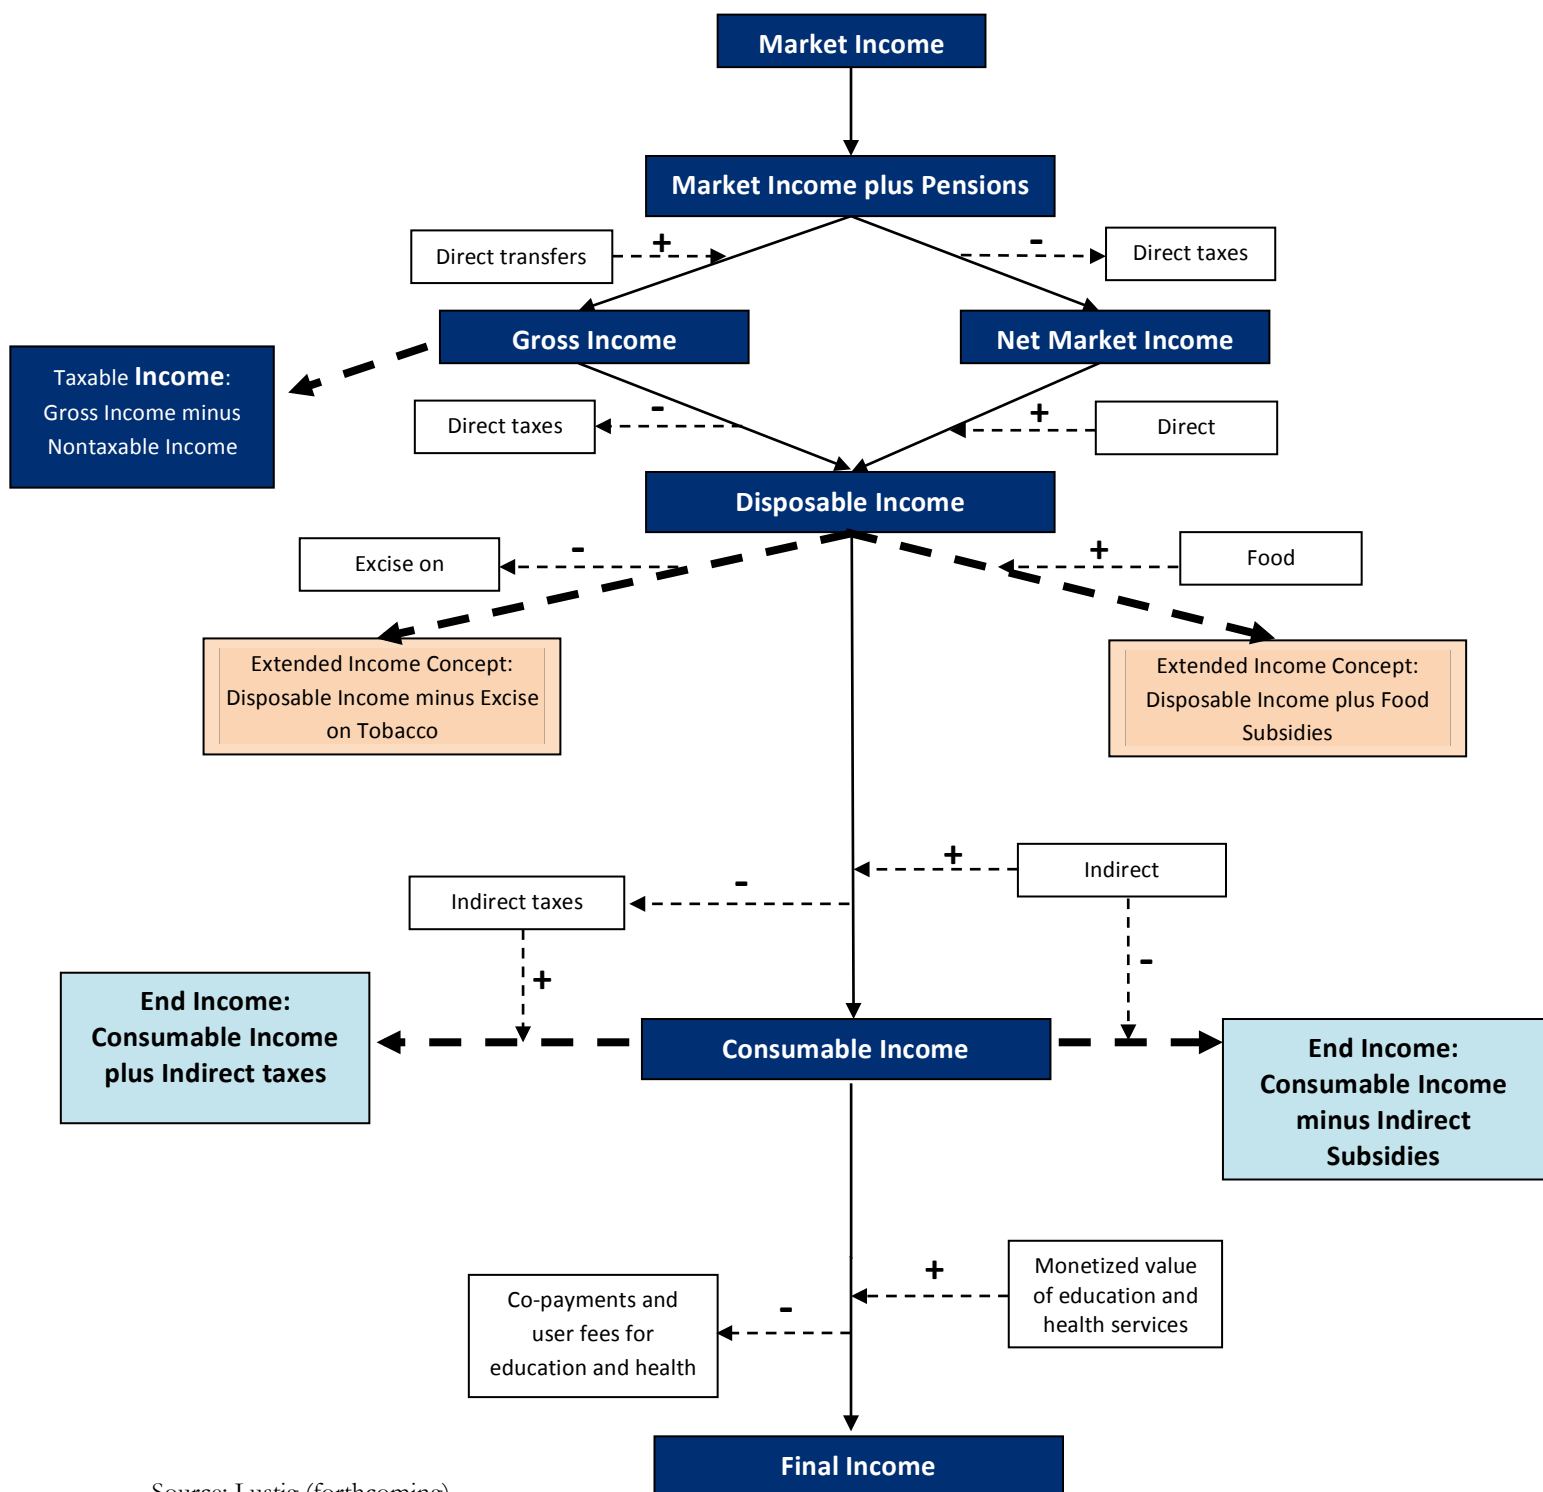 Market Income
Market Income plus Pensions
Direct transfers
+
-
Direct taxes
Gross Income
Net Market Income
Taxable Income:
Gross Income minus
Nontaxable Income
Direct taxes
-
+
Direct
Disposable Income
Excise on
-
+
Food
Extended Income Concept:
Disposable Income minus Excise
on Tobacco
Extended Income Concept:
Disposable Income plus Food
Subsidies
+
Indirect
Indirect taxes
-
+
-
End Income:
Consumable Income
plus Indirect taxes
Consumable Income
End Income:
Consumable Income
minus Indirect
Subsidies
Co-payments and
user fees for
education and health
-
+
Monetized value
of education and
health services
Final Income
Source: Lustig (forthcoming)